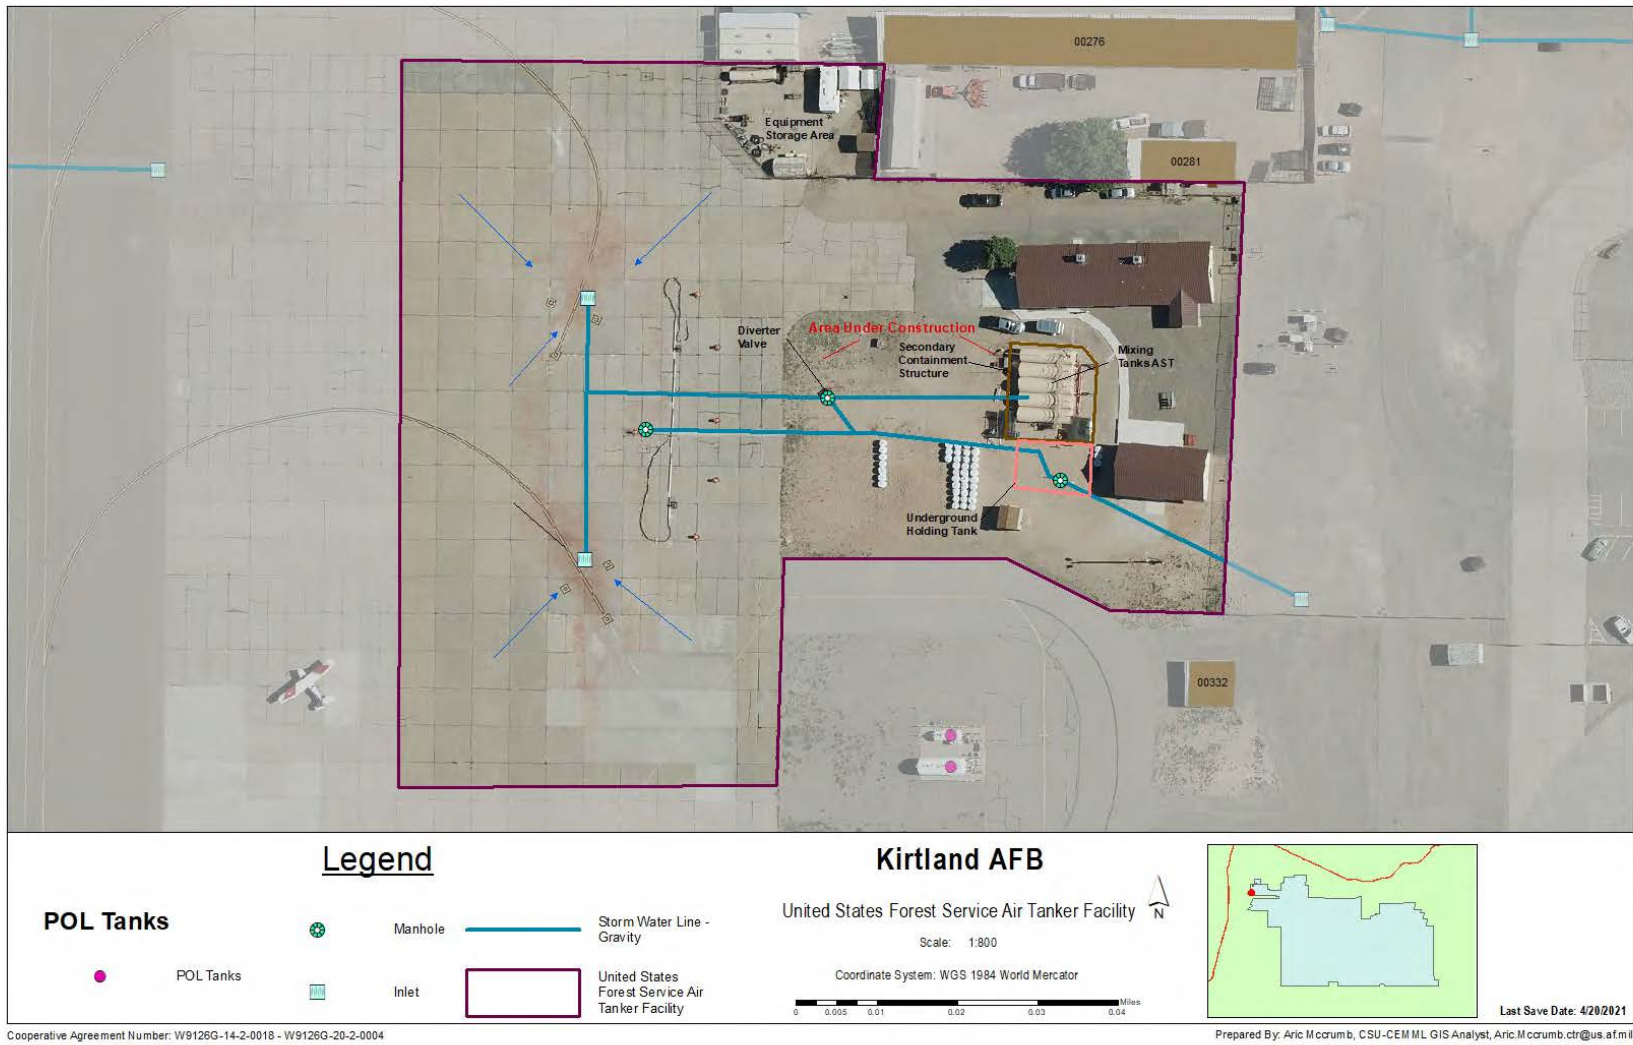 00276
Equipment
Storage Area
00281
Diverter
Valve
Area Under Construction
Secondary
Containment
Structure
Mixing
Tanks AST
Underground
Holding Tank
00332
Legend
POL Tanks
POL Tanks
Manhole
Inlet
Storm Water Line -
Gravity
United States
Forest Service Air
Tanker Facility
Kirtland AFB
United States Forest Service Air Tanker Facility
N
Scale: 1:800
Coordinate System: WGS 1984 World Mercator
Miles
0 0.005 0.01 0.02 0.03 0.04
Last Save Date: 4/20/2021
Cooperative Agreement Number: W9126G-14-2-0018 - W9126G-20-2-0004
Prepared By: Aric Mccrumb, CSU-CEMML GIS Analyst, Aric.Mccrumb.ctr@us.af.mil